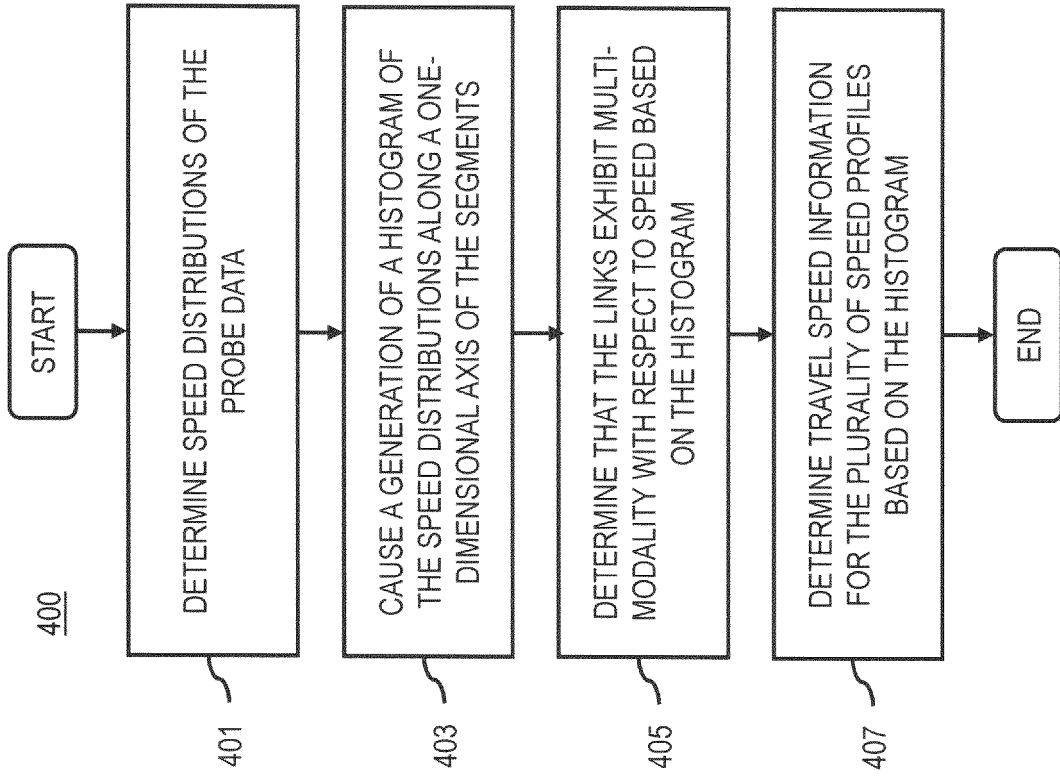 400
START
401
DETERMINE SPEED DISTRIBUTIONS OF THE
PROBE DATA
403
CAUSE A GENERATION OF A HISTOGRAM OF
THE SPEED DISTRIBUTIONS ALONG A ONE-
DIMENSIONAL AXIS OF THE SEGMENTS
405
DETERMINE THAT THE LINKS EXHIBIT MULTI-
MODALITY WITH RESPECT TO SPEED BASED
ON THE HISTOGRAM
407
DETERMINE TRAVEL SPEED INFORMATION
FOR THE PLURALITY OF SPEED PROFILES
BASED ON THE HISTOGRAM
END